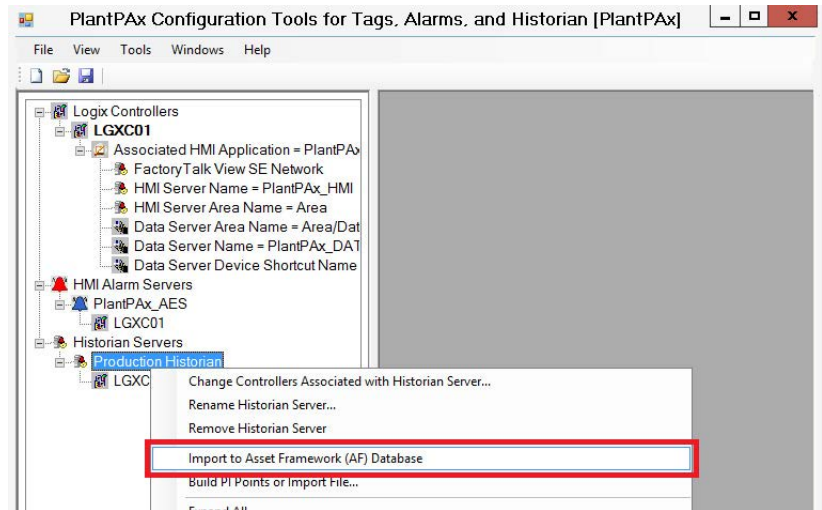 PlantPAx Configuration Tools for Tags, Alarms, and Historian [PlantPAx]
File View Tools Windows Help
Logix Controllers
LGXC01
Associated HMI Application = PlantPAx
FactoryTalk View SE Network
HMI Server Name = PlantPAx_HMI
HMI Server Area Name = Area
Data Server Area Name = Area/Dat
Data Server Name = PlantPAx_DAT
Data Server Device Shortcut Name
HMI Alarm Servers
PlantPAx_AES
LGXC01
Historian Servers
Production Historian
LGXC
Change Controllers Associated with Historian Server...
Rename Historian Server...
Remove Historian Server
Import to Asset Framework (AF) Database
Build PI Points or Import File...
Expand All